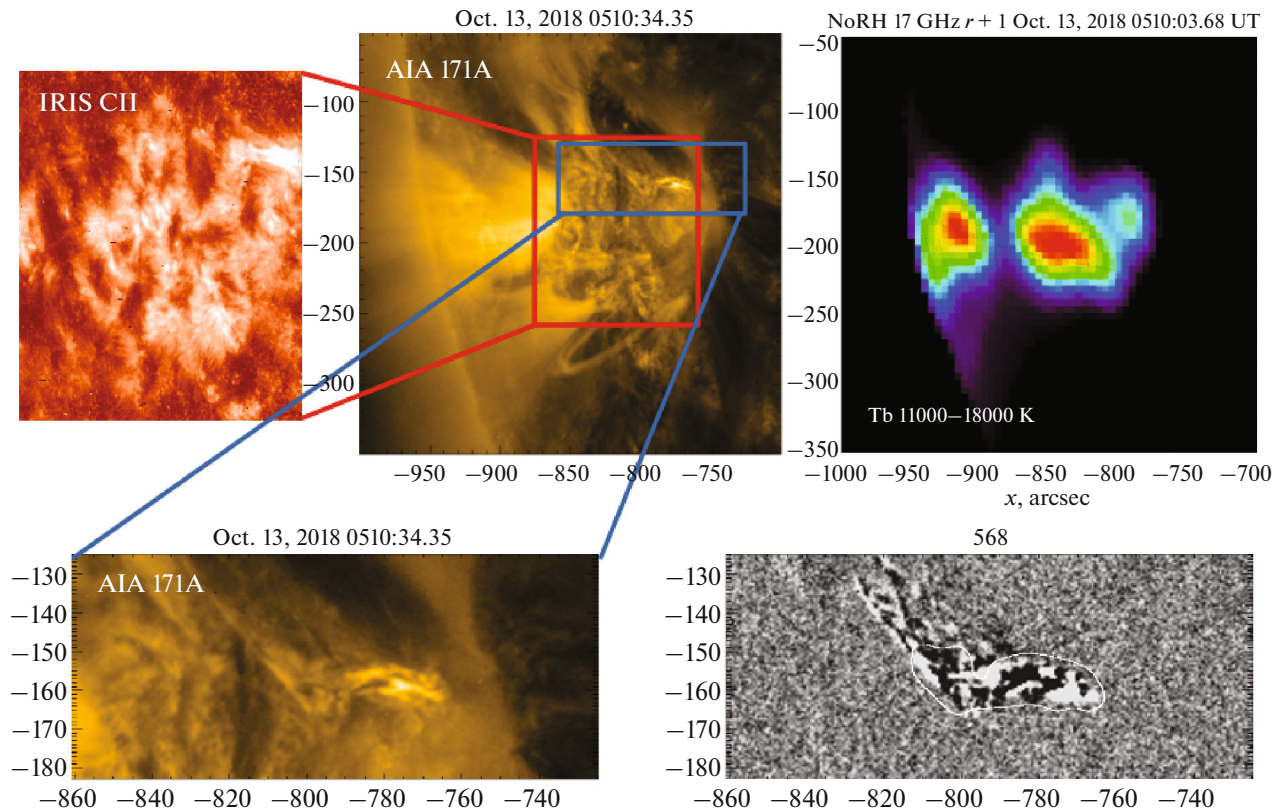 Oct. 13, 2018 0510:34.35
NoRH 17 GHz r + 1 Oct. 13, 2018 0510:03.68 UT
IRIS CII
AIA 171A
−100
−150
−200
−250
−300
−950 −900 −850 −800 −750
−50
−100
−150
−200
−250
−300
−350
Tb 11000−18000 K
−1000 −950 −900 −850 −800 −750 −700
x, arcsec
Oct. 13, 2018 0510:34.35
AIA 171A
−130
−140
−150
−160
−170
−180
−860 −840 −820 −800 −780 −760 −740
568
−130
−140
−150
−160
−170
−180
−860 −840 −820 −800 −780 −760 −740